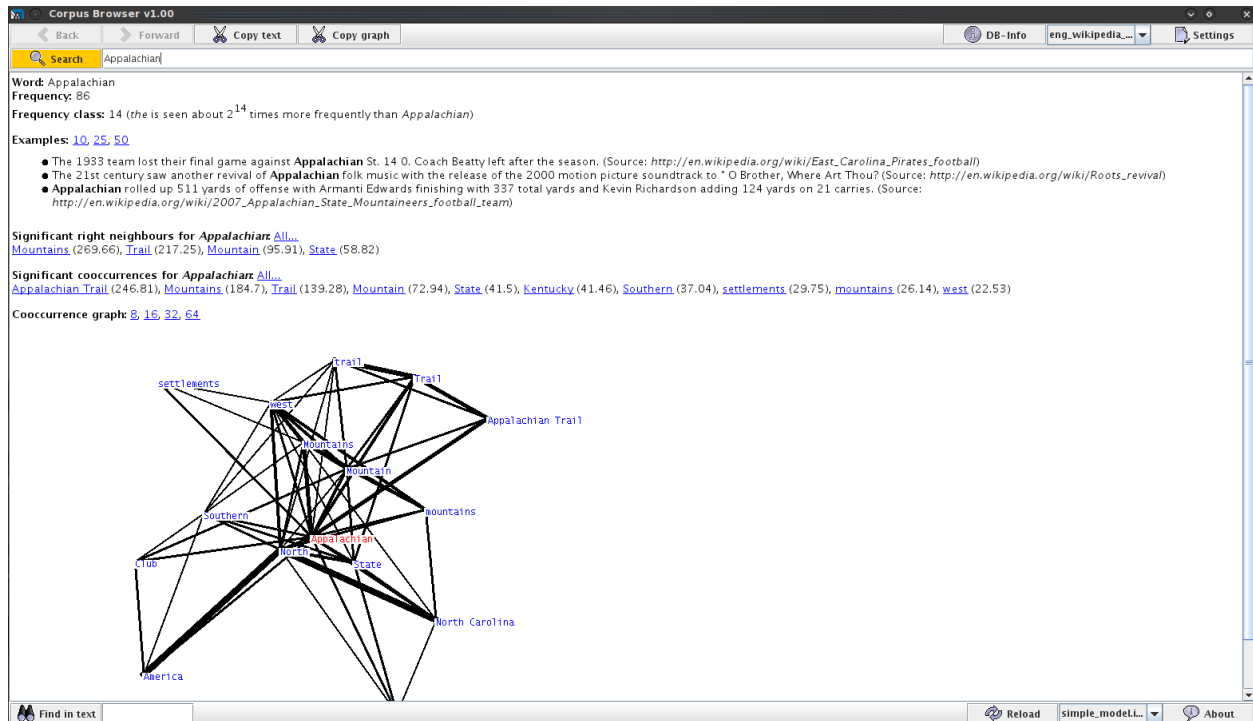 Corpus Browser v1.00
Back Forward Copy text Copy graph DB-Info eng_wikipedia_... Settings
Search Appalachian
Word: Appalachian
Frequency: 86
Frequency class: 14 (the is seen about 2^14 times more frequently than Appalachian)
Examples: 10, 25, 50
● The 1933 team lost their final game against Appalachian St. 14 0. Coach Beatty left after the season. (Source: http://en.wikipedia.org/wiki/East_Carolina_Pirates_football)
● The 21st century saw another revival of Appalachian folk music with the release of the 2000 motion picture soundtrack to " O Brother, Where Art Thou? (Source: http://en.wikipedia.org/wiki/Roots_revival)
● Appalachian rolled up 511 yards of offense with Armanti Edwards finishing with 337 total yards and Kevin Richardson adding 124 yards on 21 carries. (Source:
http://en.wikipedia.org/wiki/2007_Appalachian_State_Mountaineers_football_team)
Significant right neighbours for Appalachian: All...
Mountains (269.66), Trail (217.25), Mountain (95.91), State (58.82)
Significant cooccurrences for Appalachian: All...
Appalachian Trail (246.81), Mountains (184.7), Trail (139.28), Mountain (72.94), State (41.5), Kentucky (41.46), Southern (37.04), settlements (29.75), mountains (26.14), west (22.53)
Cooccurrence graph: 8, 16, 32, 64
trail
Trail
settlements
west
Appalachian Trail
Mountains
Mountain
Southern
mountains
Appalachian
North
Club
State
North Carolina
America
Find in text Reload simple_model.i... About